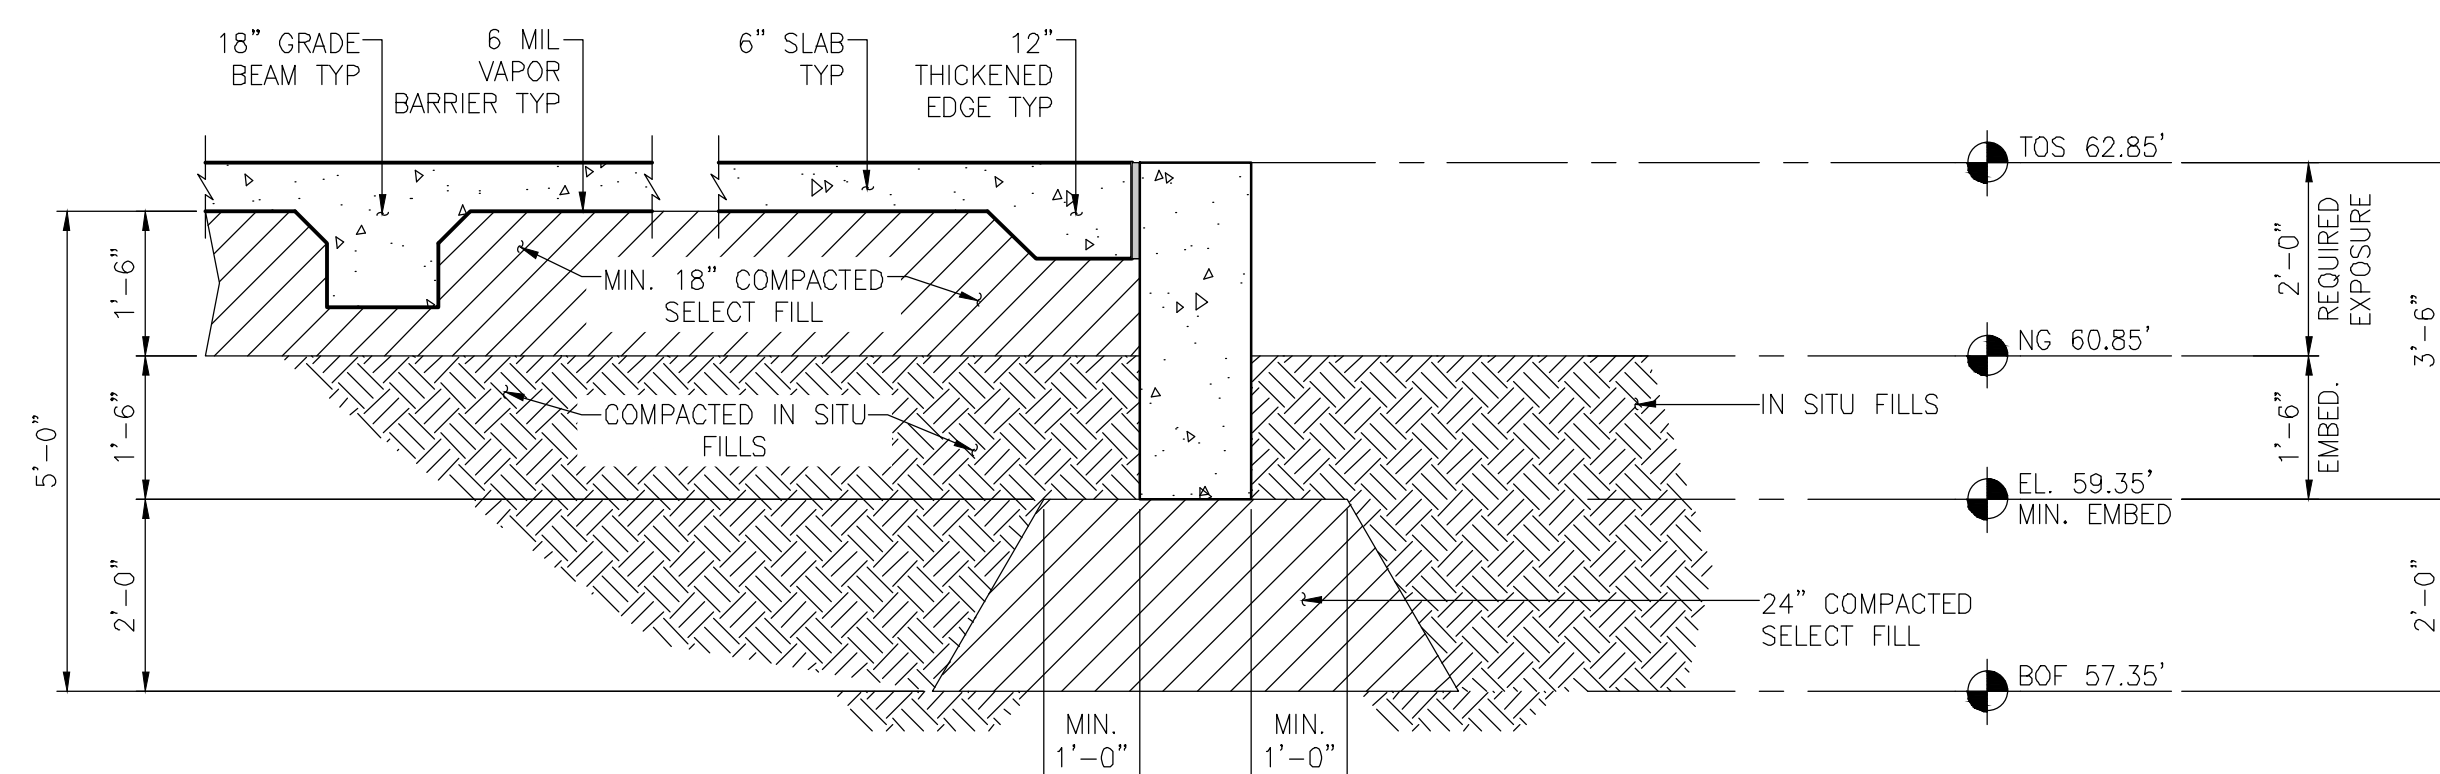 18” GRADE
BEAM TYP
6 MIL
VAPOR
BARRIER TYP
6” SLAB
TYP
12”
THICKENED
EDGE TYP
TOS 62.85’
MIN. 18” COMPACTED
SELECT FILL
NG 60.85’
COMPACTED IN SITU
FILLS
IN SITU FILLS
EL. 59.35’
MIN. EMBED
24” COMPACTED
SELECT FILL
BOF 57.35’
5’-0”
1’-6”
1’-6”
2’-0”
MIN.
1’-0”
MIN.
1’-0”
2’-0”
REQUIRED
EXPOSURE
1’-6”
EMBED.
3’-6”
2’-0”